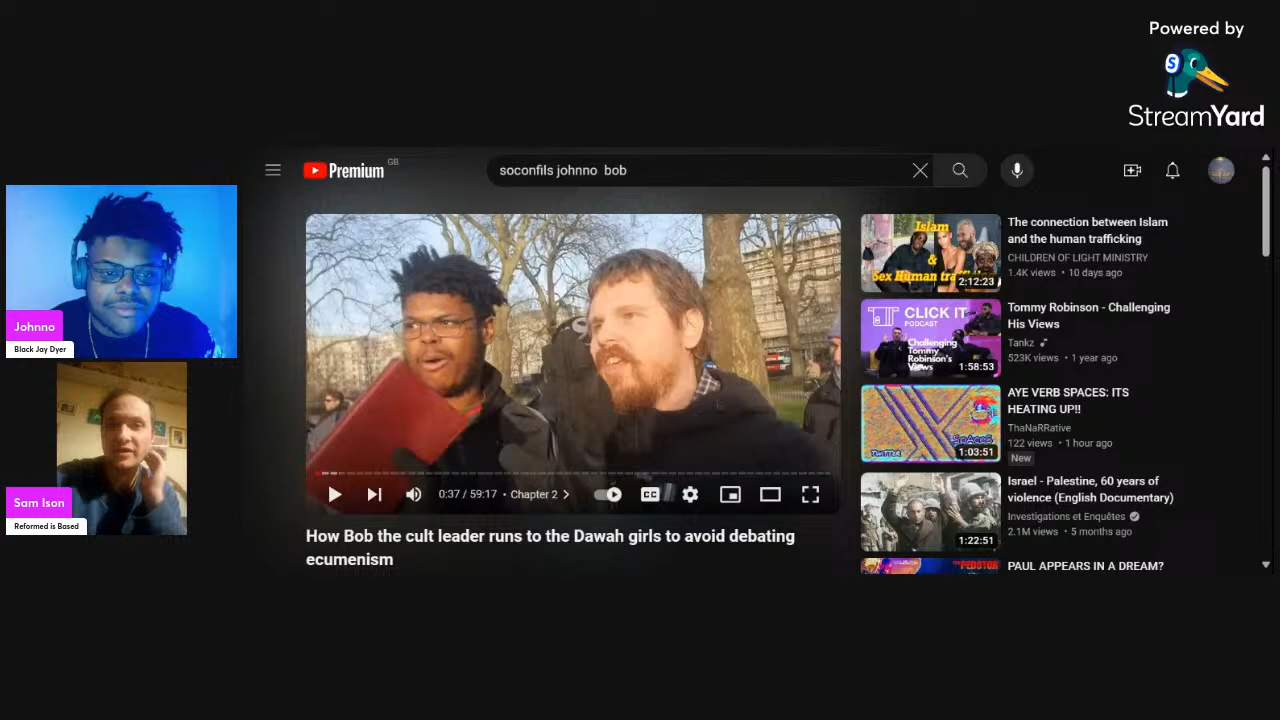 Powered by
StreamYard
Premium
GB
soconfils johnno bob
Johnno
Black Jay Dyer
Sam Ison
Reformed is Based
0:37 / 59:17 • Chapter 2
CC
How Bob the cult leader runs to the Dawah girls to avoid debating
ecumenism
Islam
&
2:12:23
The connection between Islam
and the human trafficking
CHILDREN OF LIGHT MINISTRY
1.4K views • 10 days ago
CLICK IT
PODCAST
Challenging
Tommy
Robinson's
Views
1:58:53
Tommy Robinson - Challenging
His Views
Tankz
523K views • 1 year ago
SPACES
TWITTER
1:03:51
AYE VERB SPACES: ITS
HEATING UP!!
ThaNaRRative
122 views • 1 hour ago
New
1:22:51
Israel - Palestine, 60 years of
violence (English Documentary)
Investigations et Enquêtes
2.1M views • 5 months ago
PAUL APPEARS IN A DREAM?